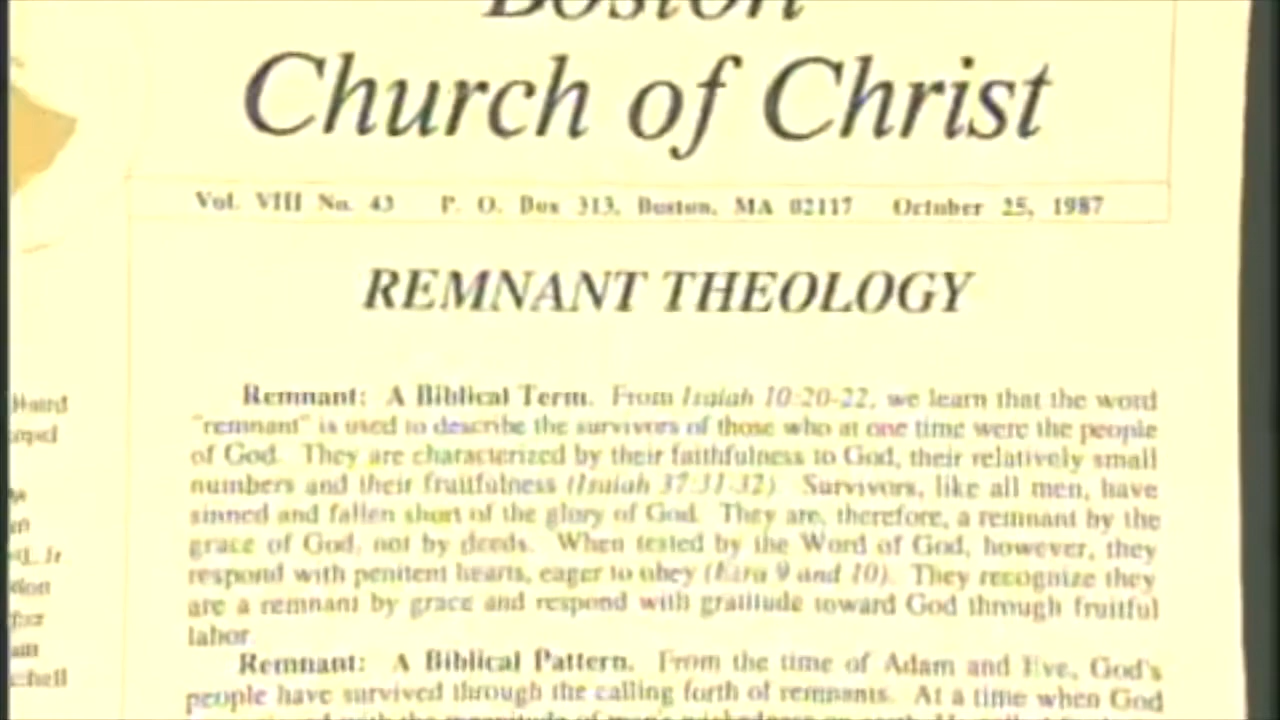 Boston
Church of Christ
Vol. VIII No. 43 P. O. Box 313, Boston, MA 02117 October 25, 1987
REMNANT THEOLOGY
Remnant: A Biblical Term. From Isaiah 10:20-22, we learn that the word
"remnant" is used to describe the survivors of those who at one time were the people
of God. They are characterized by their faithfulness to God, their relatively small
numbers and their fruitfulness (Isaiah 37:31-32). Survivors, like all men, have
sinned and fallen short of the glory of God. They are, therefore, a remnant by the
grace of God, not by deeds. When tested by the Word of God, however, they
respond with penitent hearts, eager to obey (Ezra 9 and 10). They recognize they
are a remnant by grace and respond with gratitude toward God through fruitful
labor.
Remnant: A Biblical Pattern. From the time of Adam and Eve, God's
people have survived through the calling forth of remnants. At a time when God